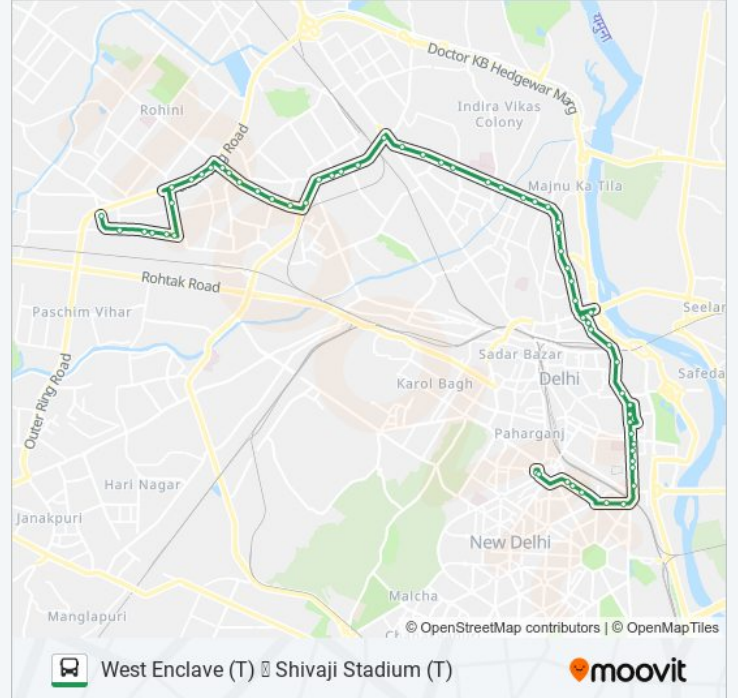 Doctor KB Hedgewar Marg
Indira Vikas
Colony
Rohini
g Road
Majnu Ka Tila
Rohtak Road
Paschim Vihar
Seelar
Sadar Bazar
Delhi
Safeda
Karol Bagh
Outer Ring Road
Paharganj
Hari Nagar
Janakpuri
New Delhi
Malcha
Manglapuri
Ch
© OpenStreetMap contributors | © OpenMapTiles
West Enclave (T) ▯ Shivaji Stadium (T)
moovit